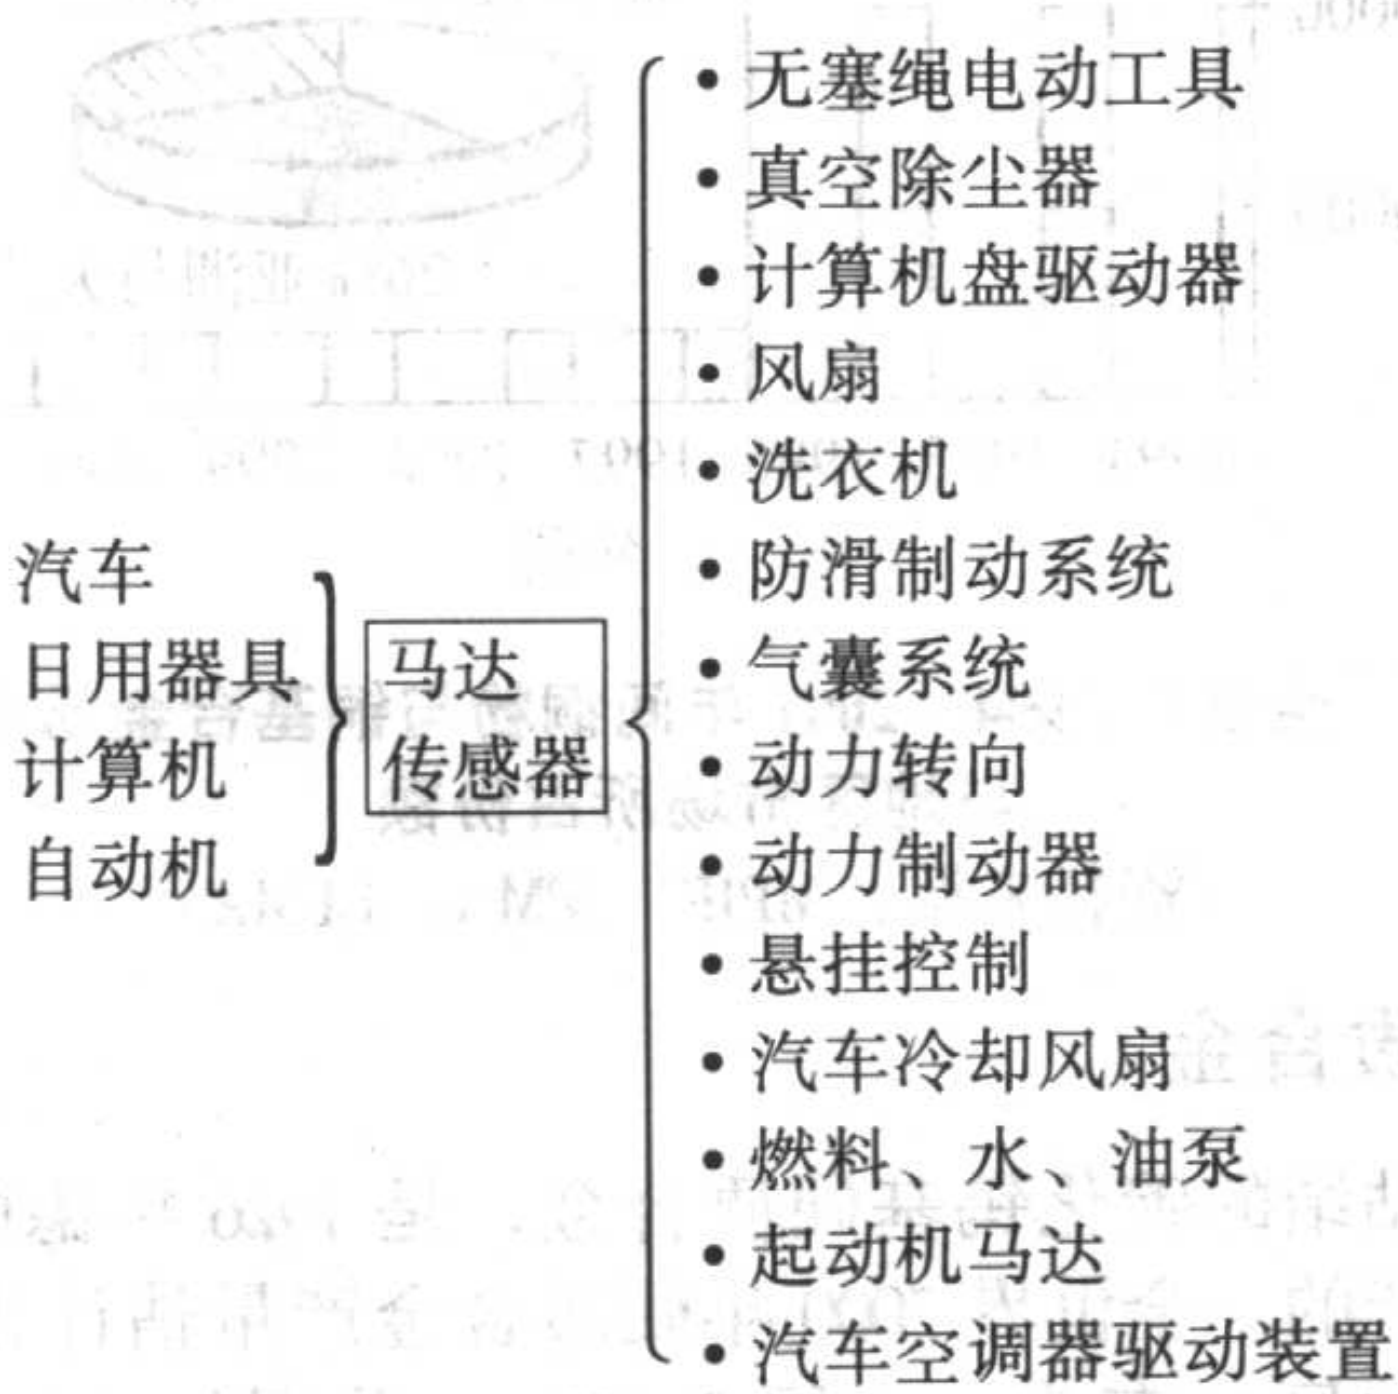 汽车
日用器具
计算机
自动机
马达
传感器
• 无塞绳电动工具
• 真空除尘器
• 计算机盘驱动器
• 风扇
• 洗衣机
• 防滑制动系统
• 气囊系统
• 动力转向
• 动力制动器
• 悬挂控制
• 汽车冷却风扇
• 燃料、水、油泵
• 起动机马达
• 汽车空调器驱动装置